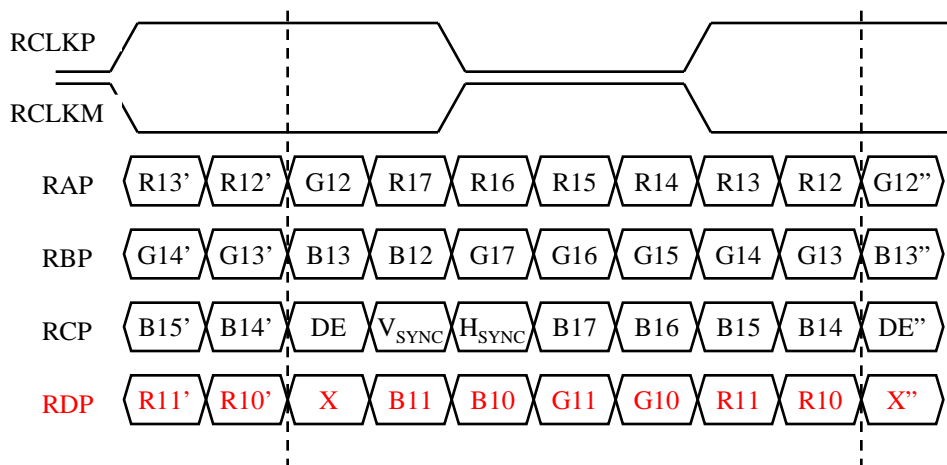 RCLKP
RCLKM
RAP R13’ R12’ G12 R17 R16 R15 R14 R13 R12 G12”
RBP G14’ G13’ B13 B12 G17 G16 G15 G14 G13 B13”
RCP B15’ B14’ DE VSYNC HSYNC B17 B16 B15 B14 DE”
RDP R11’ R10’ X B11 B10 G11 G10 R11 R10 X”